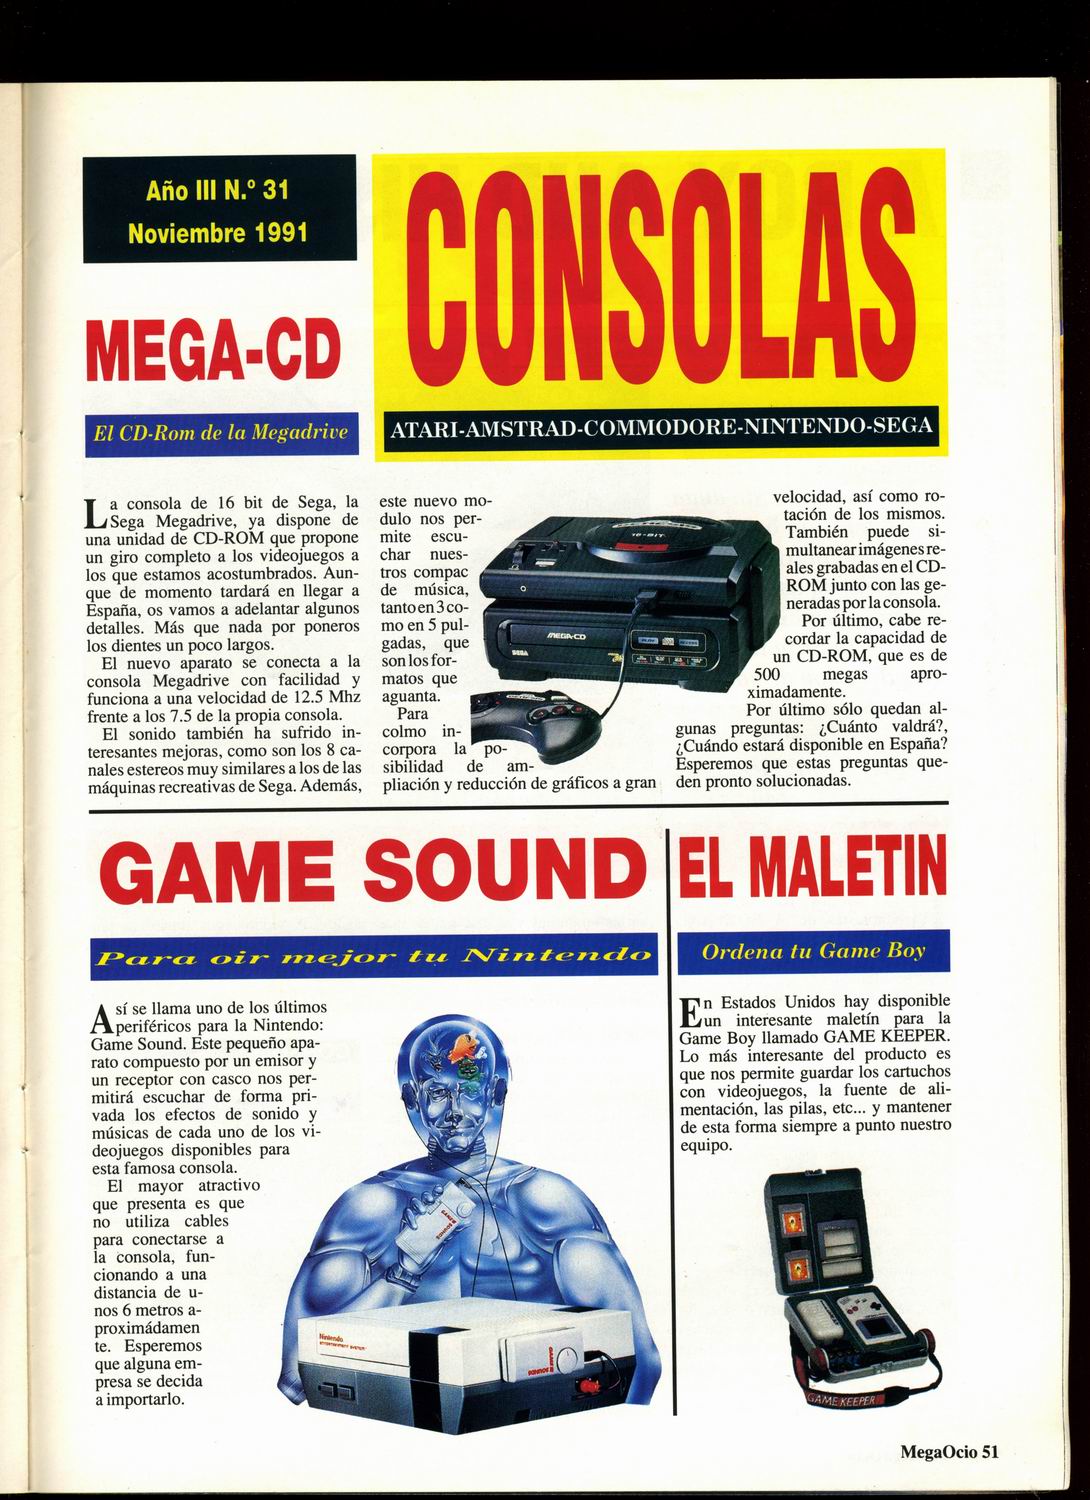 Año III N.º 31
Noviembre 1991
CONSOLAS
ATARI-AMSTRAD-COMMODORE-NINTENDO-SEGA
MEGA-CD
El CD-Rom de la Megadrive
La consola de 16 bit de Sega, la
Sega Megadrive, ya dispone de
una unidad de CD-ROM que propone
un giro completo a los videojuegos a
los que estamos acostumbrados. Aun-
que de momento tardará en llegar a
España, os vamos a adelantar algunos
detalles. Más que nada por poneros
los dientes un poco largos.
El nuevo aparato se conecta a la
consola Megadrive con facilidad y
funciona a una velocidad de 12.5 Mhz
frente a los 7.5 de la propia consola.
El sonido también ha sufrido in-
teresantes mejoras, como son los 8 ca-
nales estereos muy similares a los de las
máquinas recreativas de Sega. Además,
este nuevo mo-
dulo nos per-
mite escu-
char nues-
tros compac
de música,
tanto en 3 co-
mo en 5 pul-
gadas, que
son los for-
matos que
aguanta.
Para
colmo in-
corpora la po-
sibilidad de am-
pliación y reducción de gráficos a gran
velocidad, así como ro-
tación de los mismos.
También puede si-
multanear imágenes re-
ales grabadas en el CD-
ROM junto con las ge-
neradas por la consola.
Por último, cabe re-
cordar la capacidad de
un CD-ROM, que es de
500 megas apro-
ximadamente.
Por último sólo quedan al-
gunas preguntas: ¿Cuánto valdrá?,
¿Cuándo estará disponible en España?
Esperemos que estas preguntas que-
den pronto solucionadas.
16-BIT
MEGA-CD
SEGA
GAME SOUND
Para oir mejor tu Nintendo
Así se llama uno de los últimos
periféricos para la Nintendo:
Game Sound. Este pequeño apa-
rato compuesto por un emisor y
un receptor con casco nos per-
mitirá escuchar de forma pri-
vada los efectos de sonido y
músicas de cada uno de los vi-
deojuegos disponibles para
esta famosa consola.
El mayor atractivo
que presenta es que
no utiliza cables
para conectarse a
la consola, fun-
cionando a una
distancia de u-
nos 6 metros a-
proximádamen
te. Esperemos
que alguna em-
presa se decida
a importarlo.
GAME SOUND
Nintendo
ENTERTAINMENT SYSTEM
GAME SOUND
EL MALETIN
Ordena tu Game Boy
En Estados Unidos hay disponible
un interesante maletín para la
Game Boy llamado GAME KEEPER.
Lo más interesante del producto es
que nos permite guardar los cartuchos
con videojuegos, la fuente de ali-
mentación, las pilas, etc... y mantener
de esta forma siempre a punto nuestro
equipo.
GAME KEEPER
MegaOcio 51